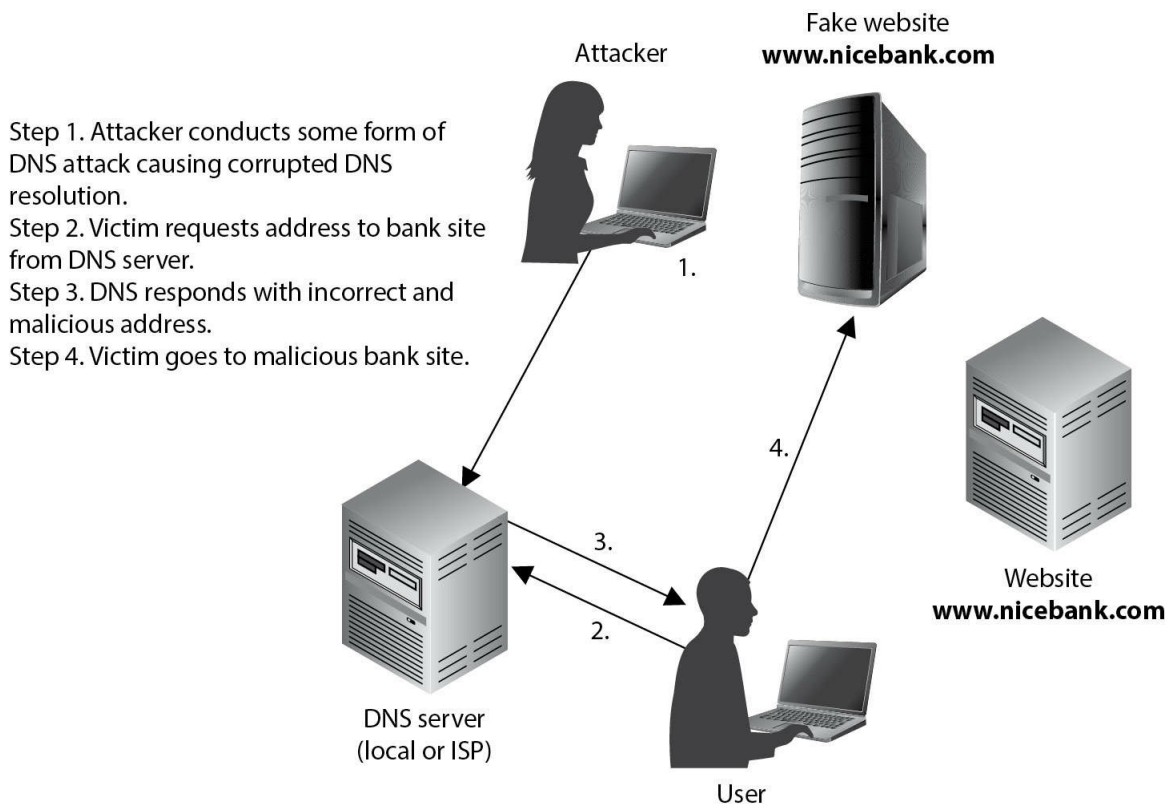 Fake website
www.nicebank.com
Attacker
Step 1. Attacker conducts some form of
DNS attack causing corrupted DNS
resolution.
Step 2. Victim requests address to bank site
from DNS server.
Step 3. DNS responds with incorrect and
malicious address.
Step 4. Victim goes to malicious bank site.
1.
4.
3.
2.
Website
www.nicebank.com
DNS server
(local or ISP)
User